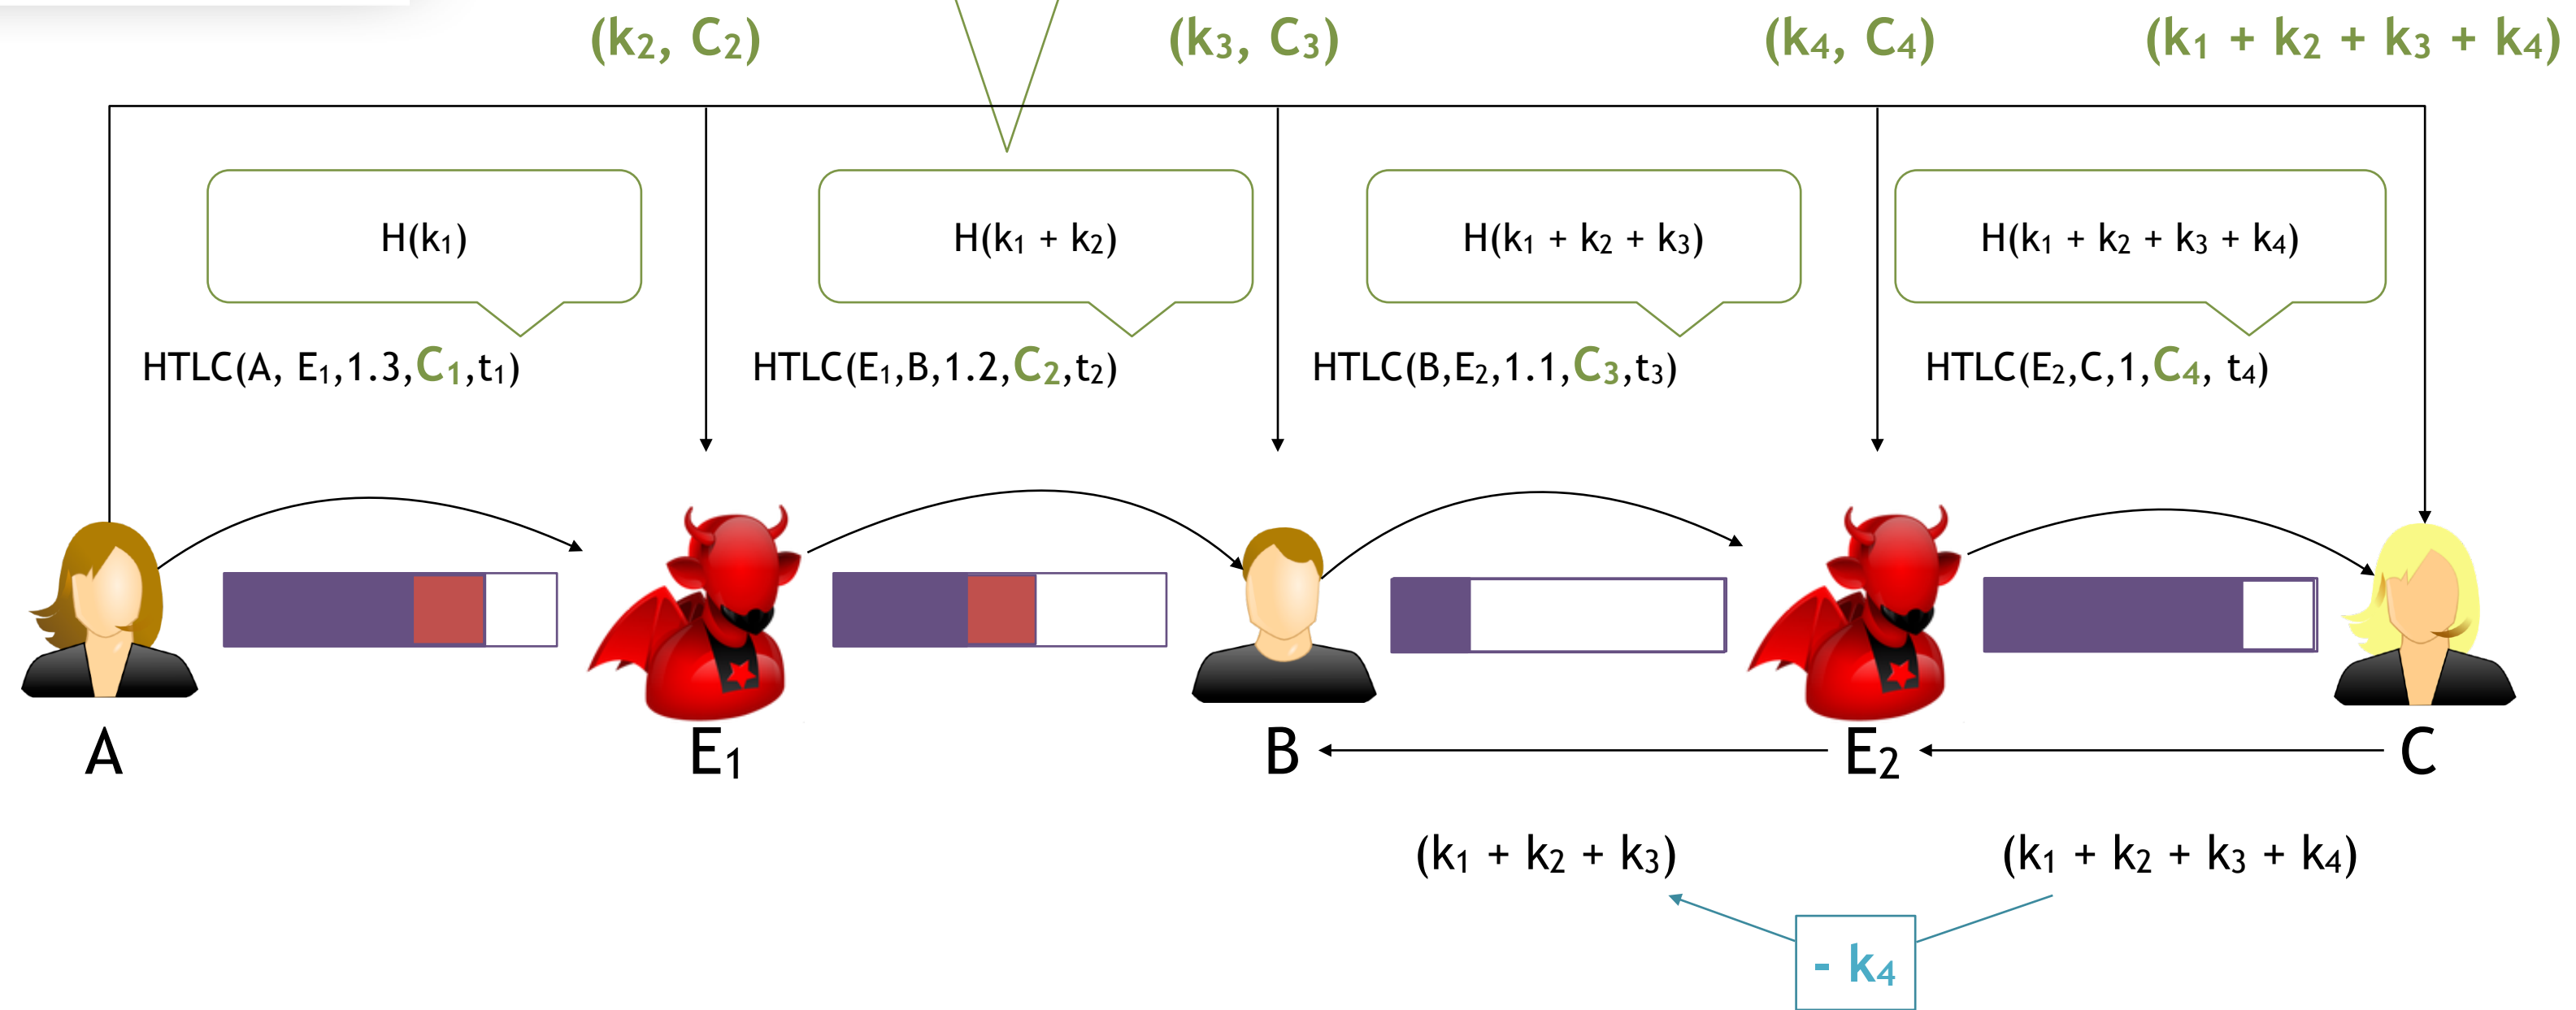 (k₂, C₂)
(k₃, C₃)
(k₄, C₄)
(k₁ + k₂ + k₃ + k₄)
H(k₁)
H(k₁ + k₂)
H(k₁ + k₂ + k₃)
H(k₁ + k₂ + k₃ + k₄)
HTLC(A, E₁,1.3,C₁,t₁)
HTLC(E₁,B,1.2,C₂,t₂)
HTLC(B,E₂,1.1,C₃,t₃)
HTLC(E₂,C,1,C₄, t₄)
A
E₁
B
E₂
C
(k₁ + k₂ + k₃)
(k₁ + k₂ + k₃ + k₄)
- k₄